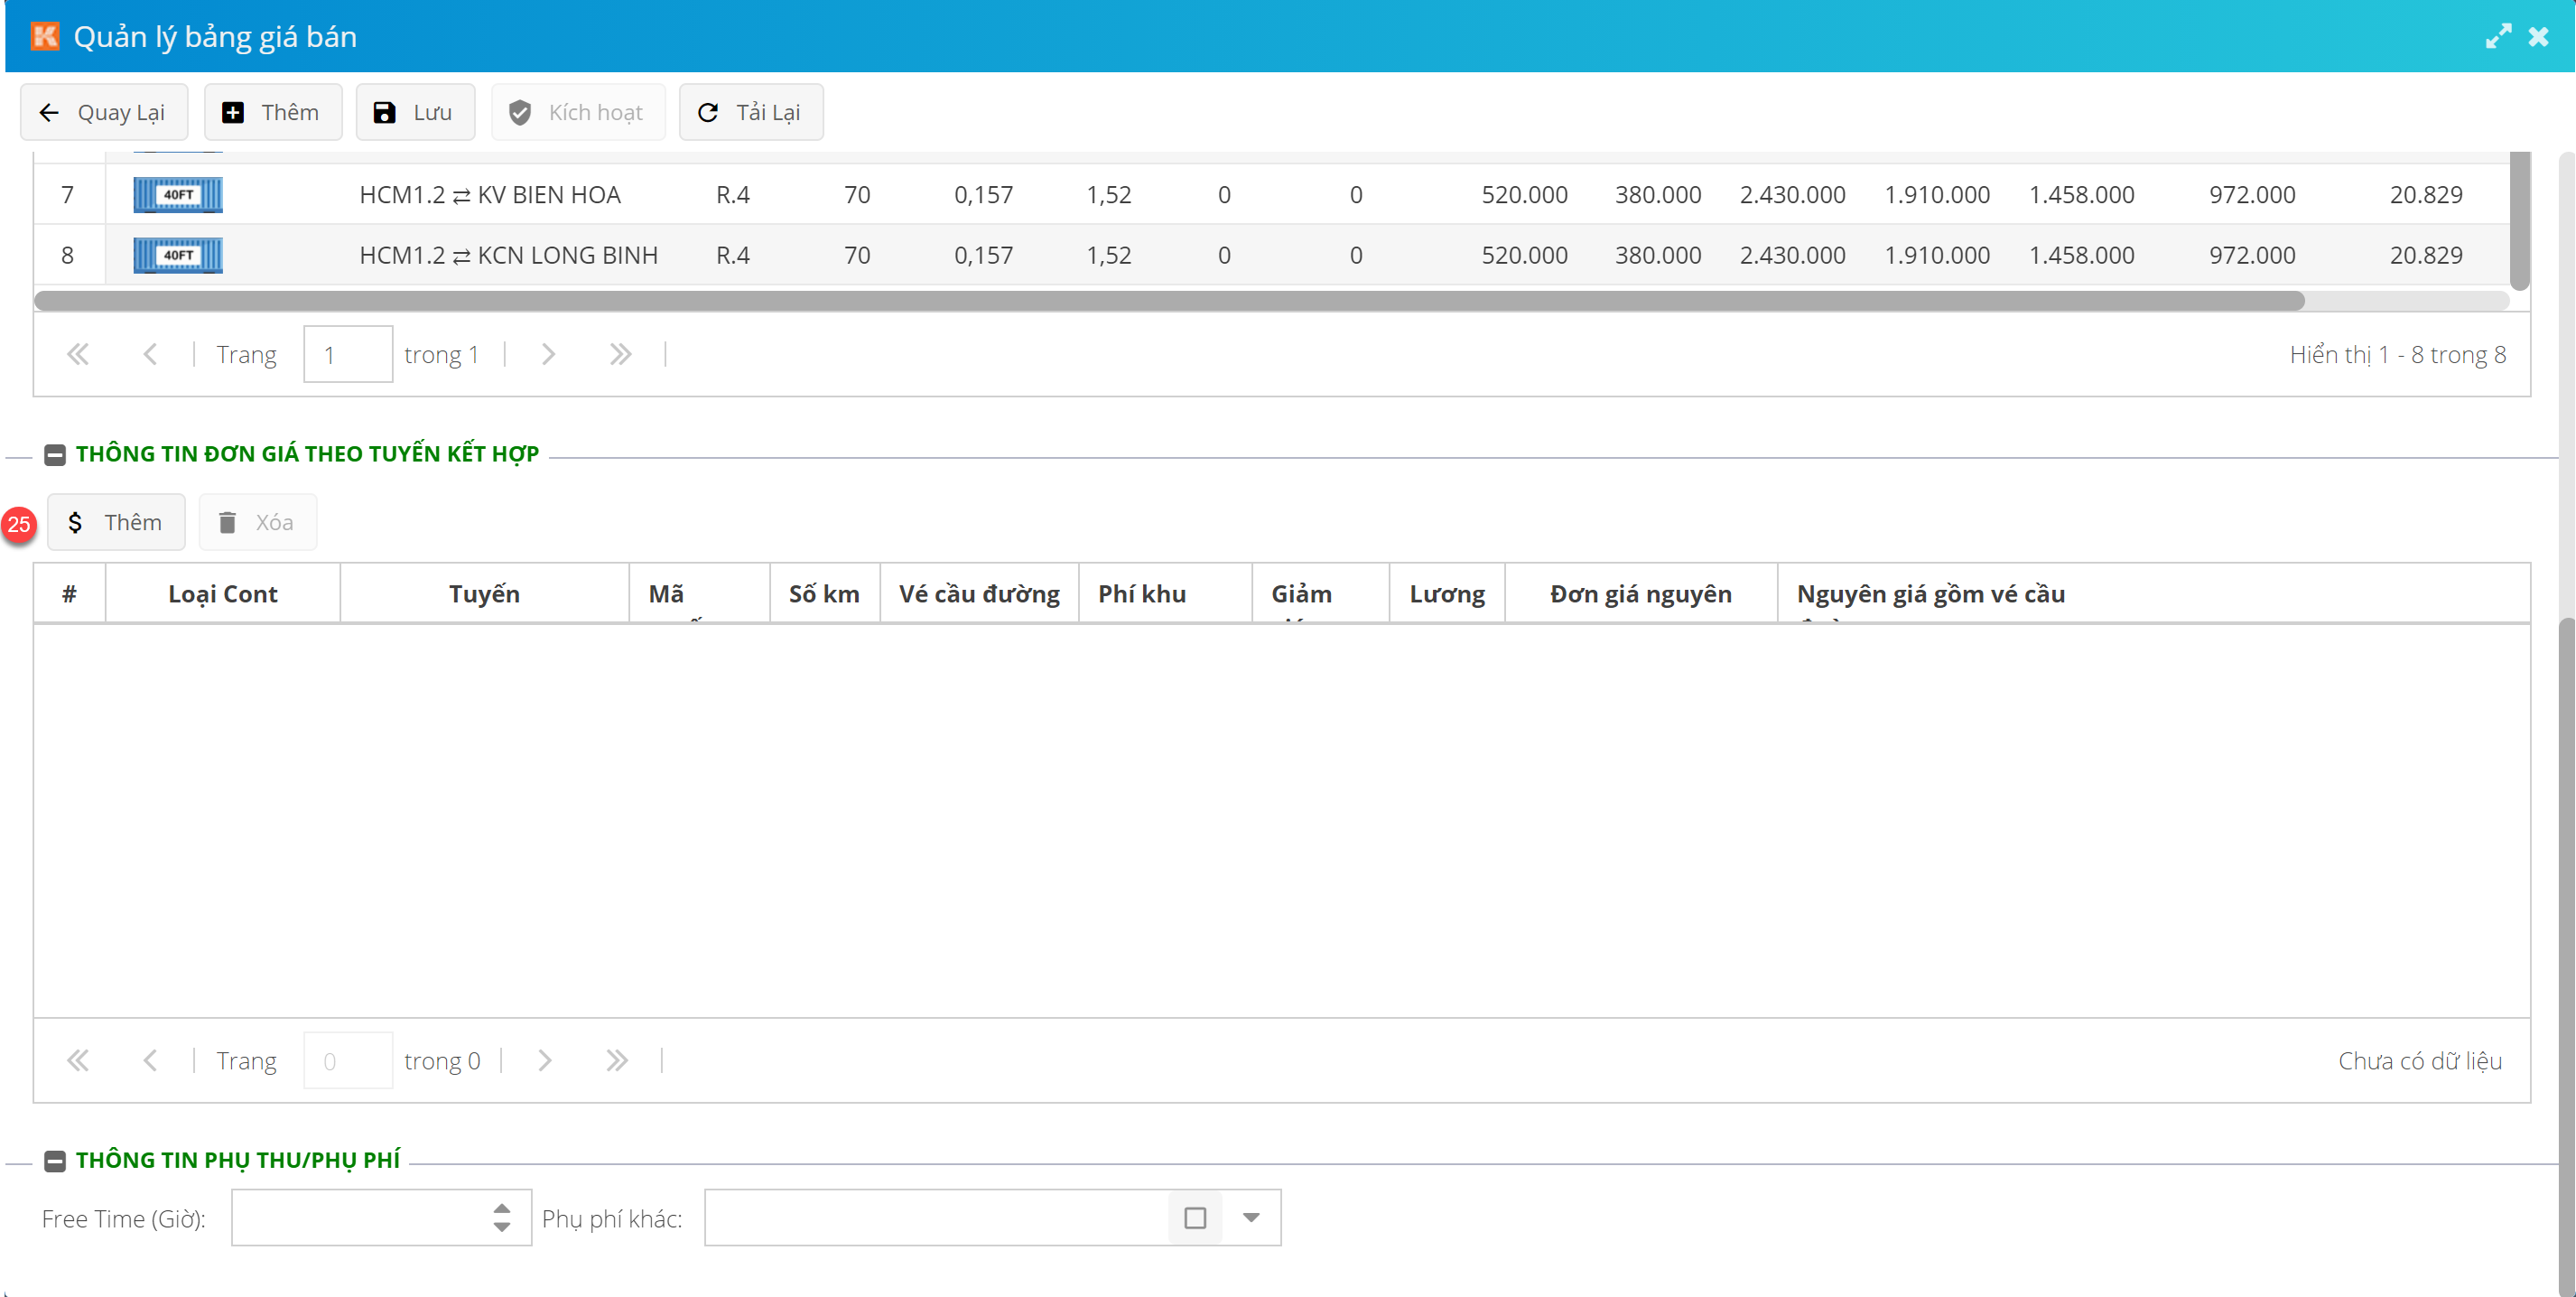 Quản lý bảng giá bán
Quay Lại Thêm Lưu Kích hoạt Tải Lại
7 40FT HCM1.2 ⇄ KV BIEN HOA R.4 70 0,157 1,52 0 0 520.000 380.000 2.430.000 1.910.000 1.458.000 972.000 20.829
8 40FT HCM1.2 ⇄ KCN LONG BINH R.4 70 0,157 1,52 0 0 520.000 380.000 2.430.000 1.910.000 1.458.000 972.000 20.829
Trang 1 trong 1 Hiển thị 1 - 8 trong 8
THÔNG TIN ĐƠN GIÁ THEO TUYẾN KẾT HỢP
25 Thêm Xóa
# Loại Cont Tuyến Mã Số km Vé cầu đường Phí khu Giảm Lương Đơn giá nguyên Nguyên giá gồm vé cầu
Trang 0 trong 0 Chưa có dữ liệu
THÔNG TIN PHỤ THU/PHỤ PHÍ
Free Time (Giờ): Phụ phí khác: